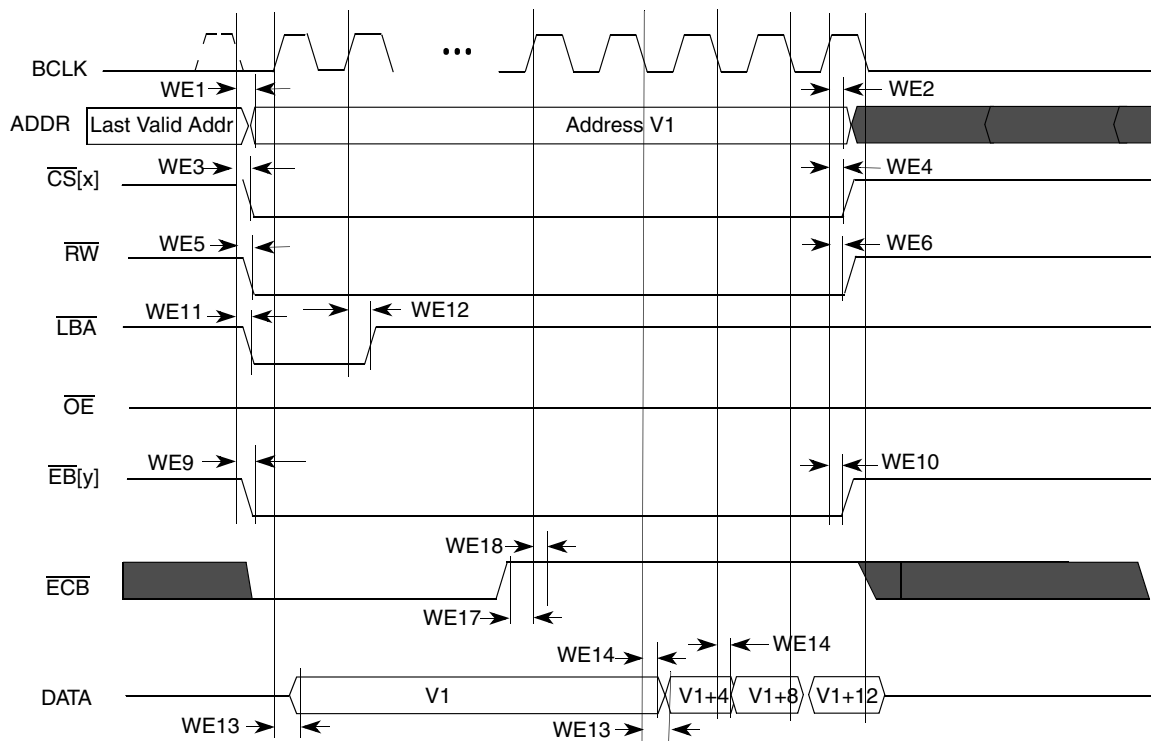 BCLK
•••
WE1
WE2
ADDR
Last Valid Addr
Address V1
CS[x]
WE3
WE4
RW
WE5
WE6
LBA
WE11
WE12
OE
EB[y]
WE9
WE10
ECB
WE18
WE17
WE14
WE14
DATA
V1
V1+4
V1+8
V1+12
WE13
WE13